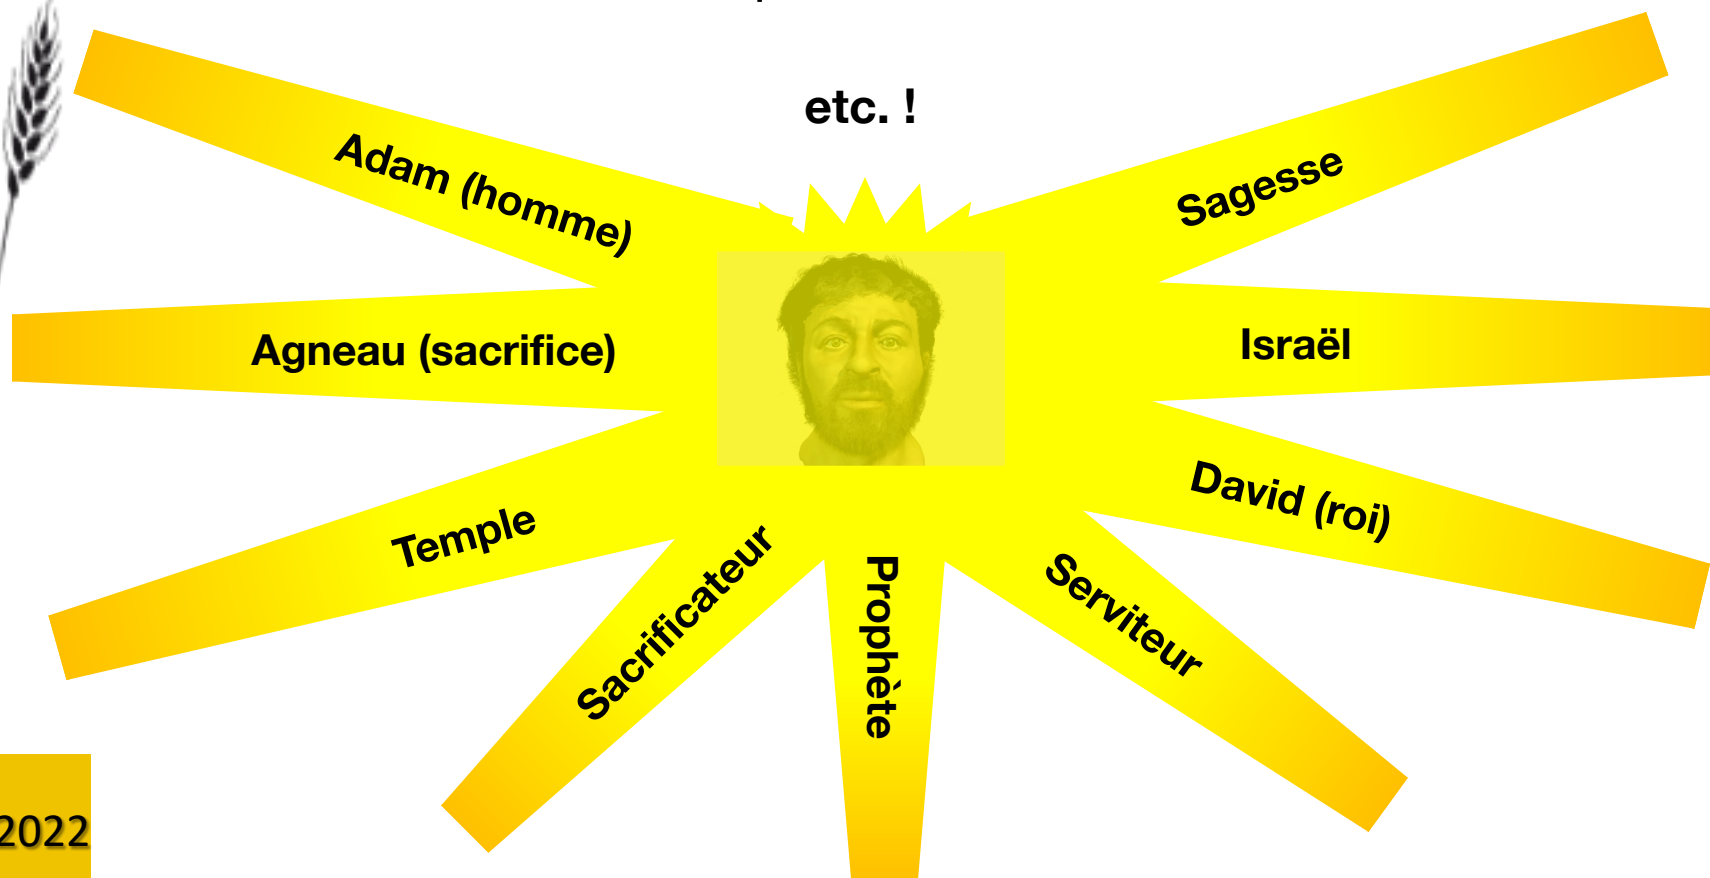 etc. !
Adam (homme)
Sagesse
Agneau (sacrifice)
Israël
Temple
David (roi)
Sacrificateur
Prophète
Serviteur
2022